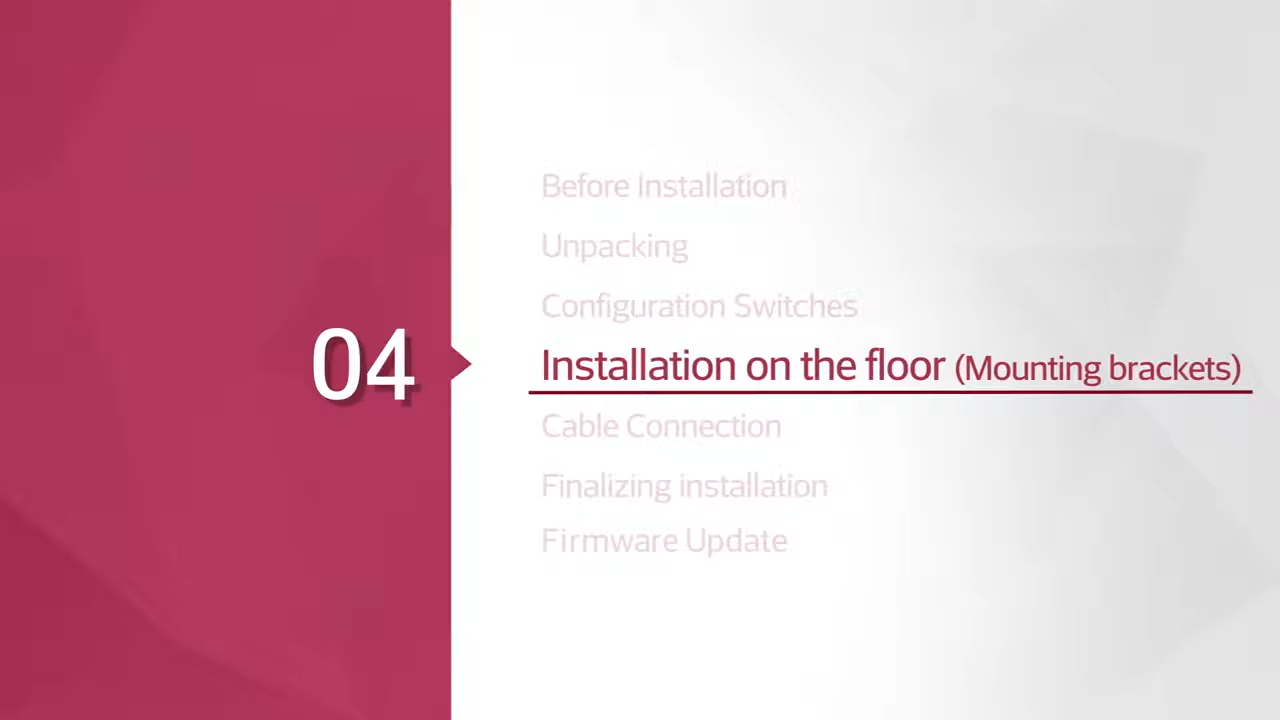 Before Installation
Unpacking
Configuration Switches
04
Installation on the floor (Mounting brackets)
Cable Connection
Finalizing installation
Firmware Update